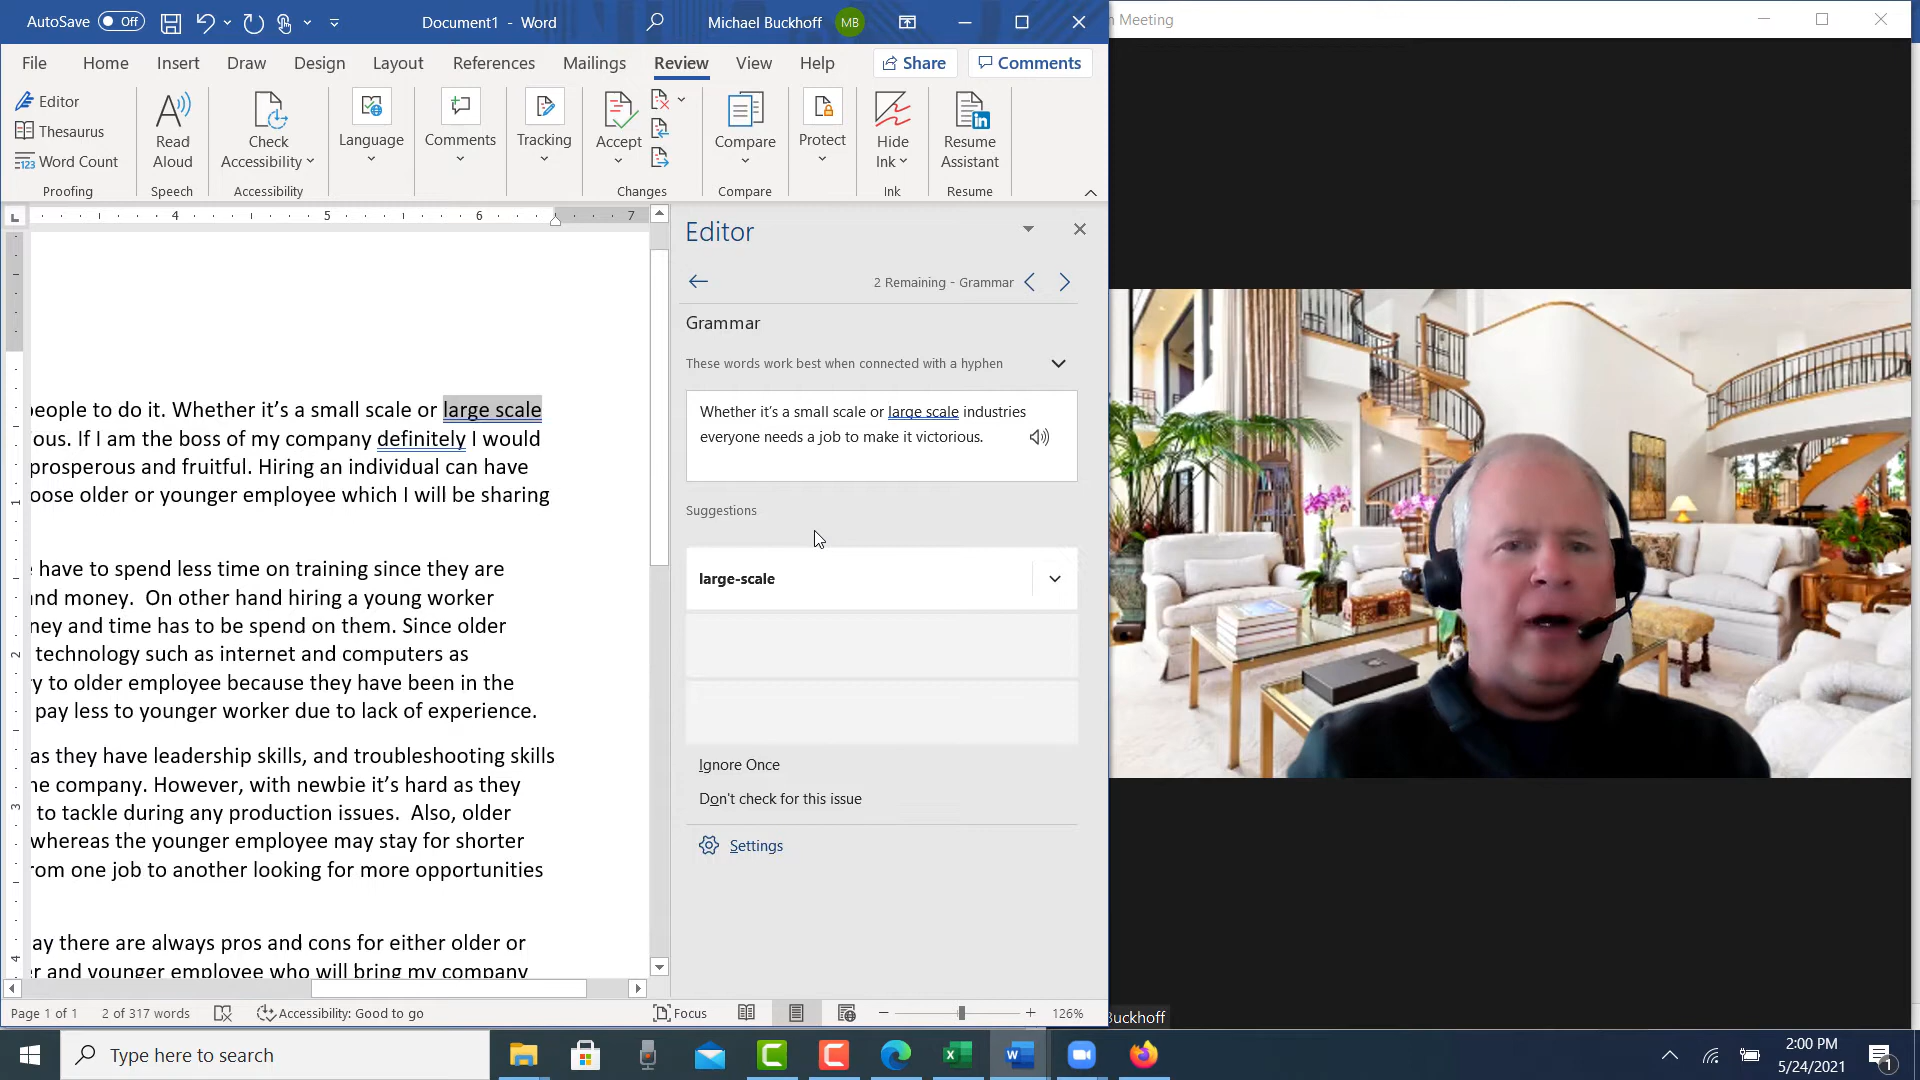 AutoSave Off
Document1 - Word
Michael Buckhoff MB
Meeting
File Home Insert Draw Design Layout References Mailings Review View Help Share Comments
Editor
Thesaurus
Word Count
Proofing
Read
Aloud
Speech
Check
Accessibility
Accessibility
Language
Comments
Tracking
Accept
Changes
Compare
Compare
Protect
Hide
Ink
Ink
Resume
Assistant
Resume
4 5 6 7
people to do it. Whether it's a small scale or large scale
ous. If I am the boss of my company definitely I would
prosperous and fruitful. Hiring an individual can have
oose older or younger employee which I will be sharing
have to spend less time on training since they are
nd money.  On other hand hiring a young worker
ney and time has to be spend on them. Since older
technology such as internet and computers as
ry to older employee because they have been in the
pay less to younger worker due to lack of experience.
as they have leadership skills, and troubleshooting skills
he company. However, with newbie it's hard as they
to tackle during any production issues.  Also, older
whereas the younger employee may stay for shorter
rom one job to another looking for more opportunities
ay there are always pros and cons for either older or
er and younger employee who will bring my company
1
2
3
4
Editor
2 Remaining - Grammar
Grammar
These words work best when connected with a hyphen
Whether it's a small scale or large scale industries
everyone needs a job to make it victorious.
Suggestions
large-scale
Ignore Once
Don't check for this issue
Settings
Page 1 of 1 2 of 317 words Accessibility: Good to go Focus 126%
Buckhoff
Type here to search
2:00 PM
5/24/2021
1